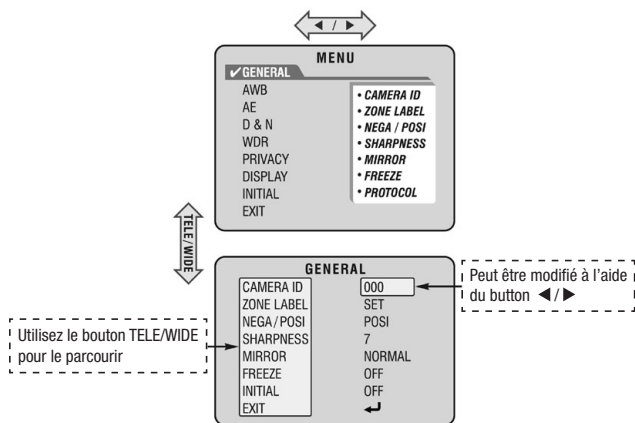 ◀ / ▶
MENU
✔GENERAL
AWB
AE
D & N
WDR
PRIVACY
DISPLAY
INITIAL
EXIT
• CAMERA ID
• ZONE LABEL
• NEGA / POSI
• SHARPNESS
• MIRROR
• FREEZE
• PROTOCOL
TELE/WIDE
GENERAL
CAMERA ID 000
ZONE LABEL SET
NEGA/POSI POSI
SHARPNESS 7
MIRROR NORMAL
FREEZE OFF
INITIAL OFF
EXIT ↵
Peut être modifié à l'aide
du button ◀/▶
Utilisez le bouton TELE/WIDE
pour le parcourir